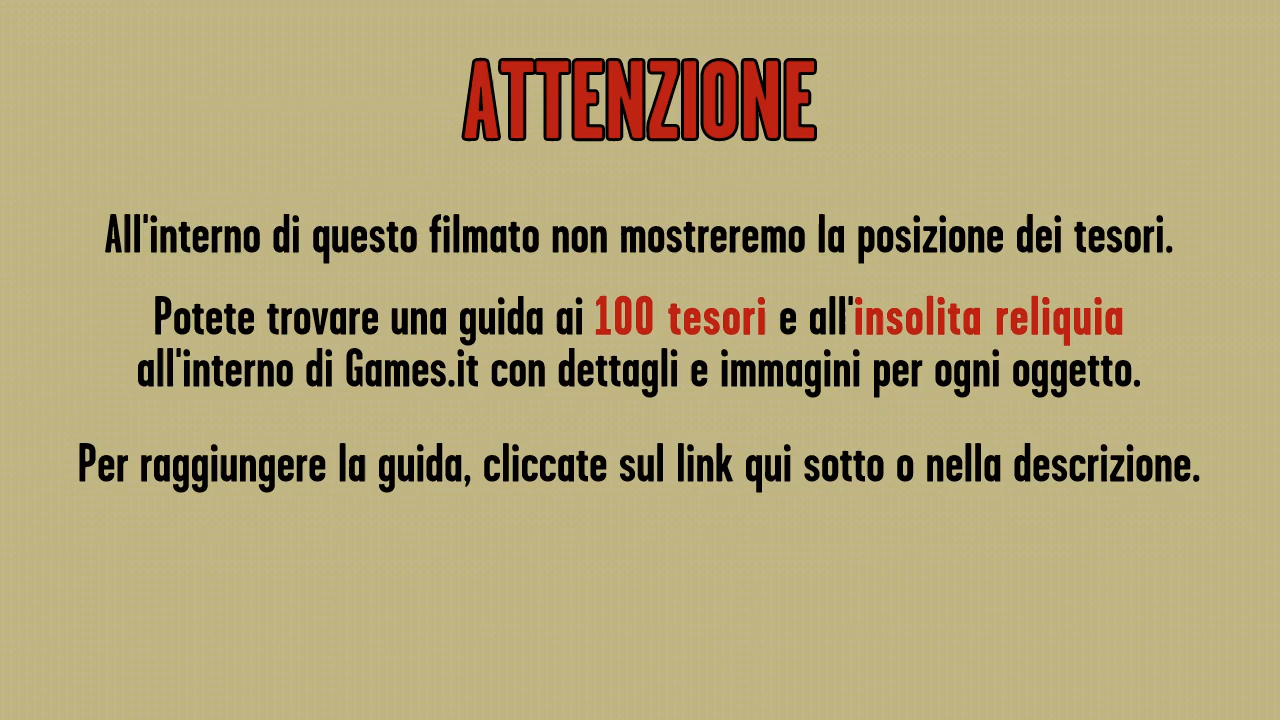 ATTENZIONE
All'interno di questo filmato non mostreremo la posizione dei tesori.
Potete trovare una guida ai 100 tesori e all'insolita reliquia
all'interno di Games.it con dettagli e immagini per ogni oggetto.
Per raggiungere la guida, cliccate sul link qui sotto o nella descrizione.